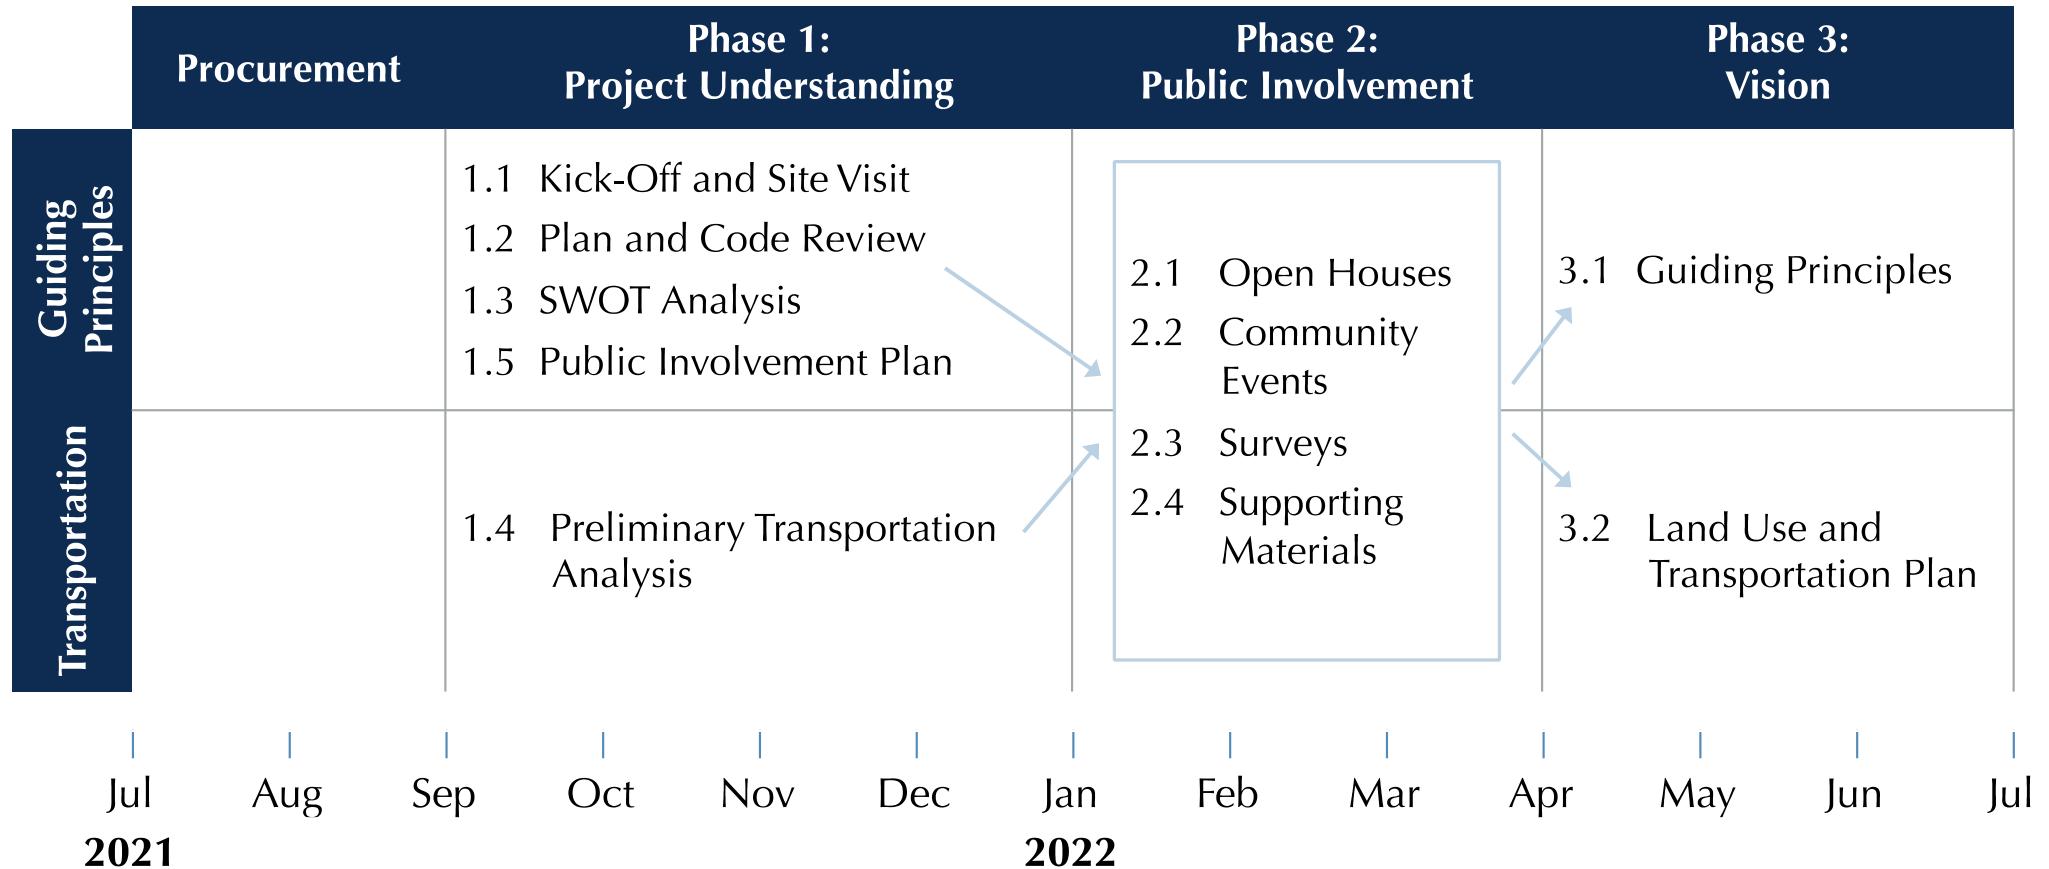 Procurement
Phase 1:
Project Understanding
Phase 2:
Public Involvement
Phase 3:
Vision
Guiding
Principles
1.1 Kick-Off and Site Visit
1.2 Plan and Code Review
1.3 SWOT Analysis
1.5 Public Involvement Plan
2.1 Open Houses
2.2 Community
Events
2.3 Surveys
2.4 Supporting
Materials
3.1 Guiding Principles
Transportation
1.4 Preliminary Transportation
Analysis
3.2 Land Use and
Transportation Plan
Jul Aug Sep Oct Nov Dec Jan Feb Mar Apr May Jun Jul
2021 2022